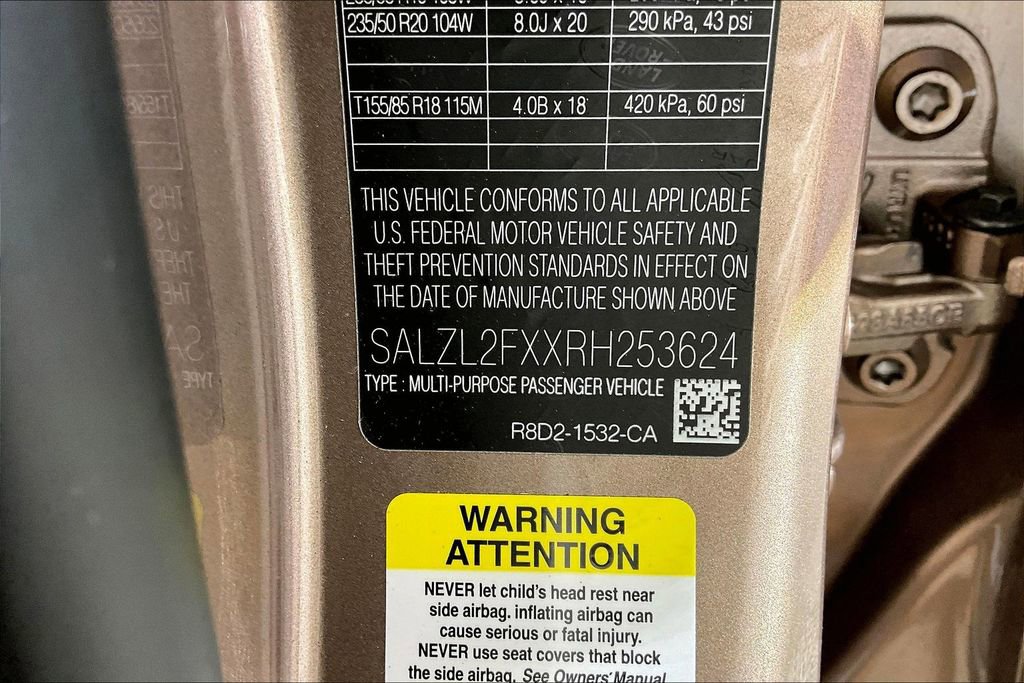 235/50 R20 104W 8.0J x 20 290 kPa, 43 psi
T155/85 R18 115M 4.0B x 18 420 kPa, 60 psi
THIS VEHICLE CONFORMS TO ALL APPLICABLE
U.S. FEDERAL MOTOR VEHICLE SAFETY AND
THEFT PREVENTION STANDARDS IN EFFECT ON
THE DATE OF MANUFACTURE SHOWN ABOVE
SALZL2FXXRH253624
TYPE : MULTI-PURPOSE PASSENGER VEHICLE
R8D2-1532-CA
WARNING
ATTENTION
NEVER let child's head rest near
side airbag. inflating airbag can
cause serious or fatal injury.
NEVER use seat covers that block
the side airbag. See Owners' Manual
LAND
ROVER